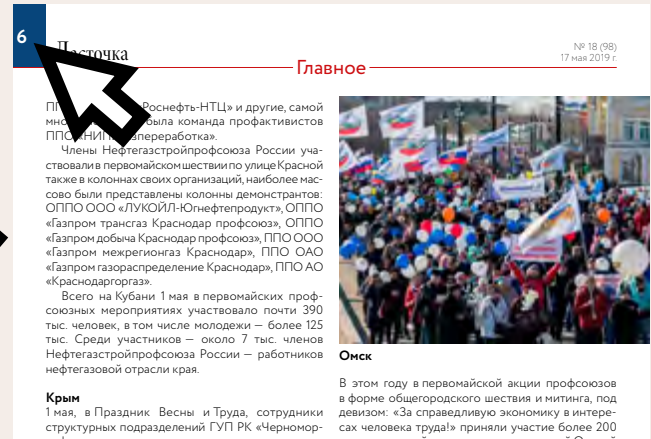 6
Ласточка
№ 18 (98)
17 мая 2019 г.
Главное
Роснефть-НТЦ» и другие, самой
была команда профактивистов
ППО
переработка».
Члены Нефтегазстройпрофсоюза России уча-
ствовали в первомайском шествии по улице Красной
также в колоннах своих организаций, наиболее мас-
сово были представлены колонны демонстрантов:
ОППО ООО «ЛУКОЙЛ-Югнефтепродукт», ОППО
«Газпром трансгаз Краснодар профсоюз», ОППО
«Газпром добыча Краснодар профсоюз», ППО ООО
«Газпром межрегионгаз Краснодар», ППО ОАО
«Газпром газораспределение Краснодар», ППО АО
«Краснодаргоргаз».
Всего на Кубани 1 мая в первомайских проф-
союзных мероприятиях участвовало почти 390
тыс. человек, в том числе молодежи — более 125
тыс. Среди участников — около 7 тыс. членов
Нефтегазстройпрофсоюза России — работников
нефтегазовой отрасли края.
Крым
1 мая, в Праздник Весны и Труда, сотрудники
структурных подразделений ГУП РК «Черномор-
Омск
В этом году в первомайской акции профсоюзов
в форме общегородского шествия и митинга, под
девизом: «За справедливую экономику в интере-
сах человека труда!» приняли участие более 200